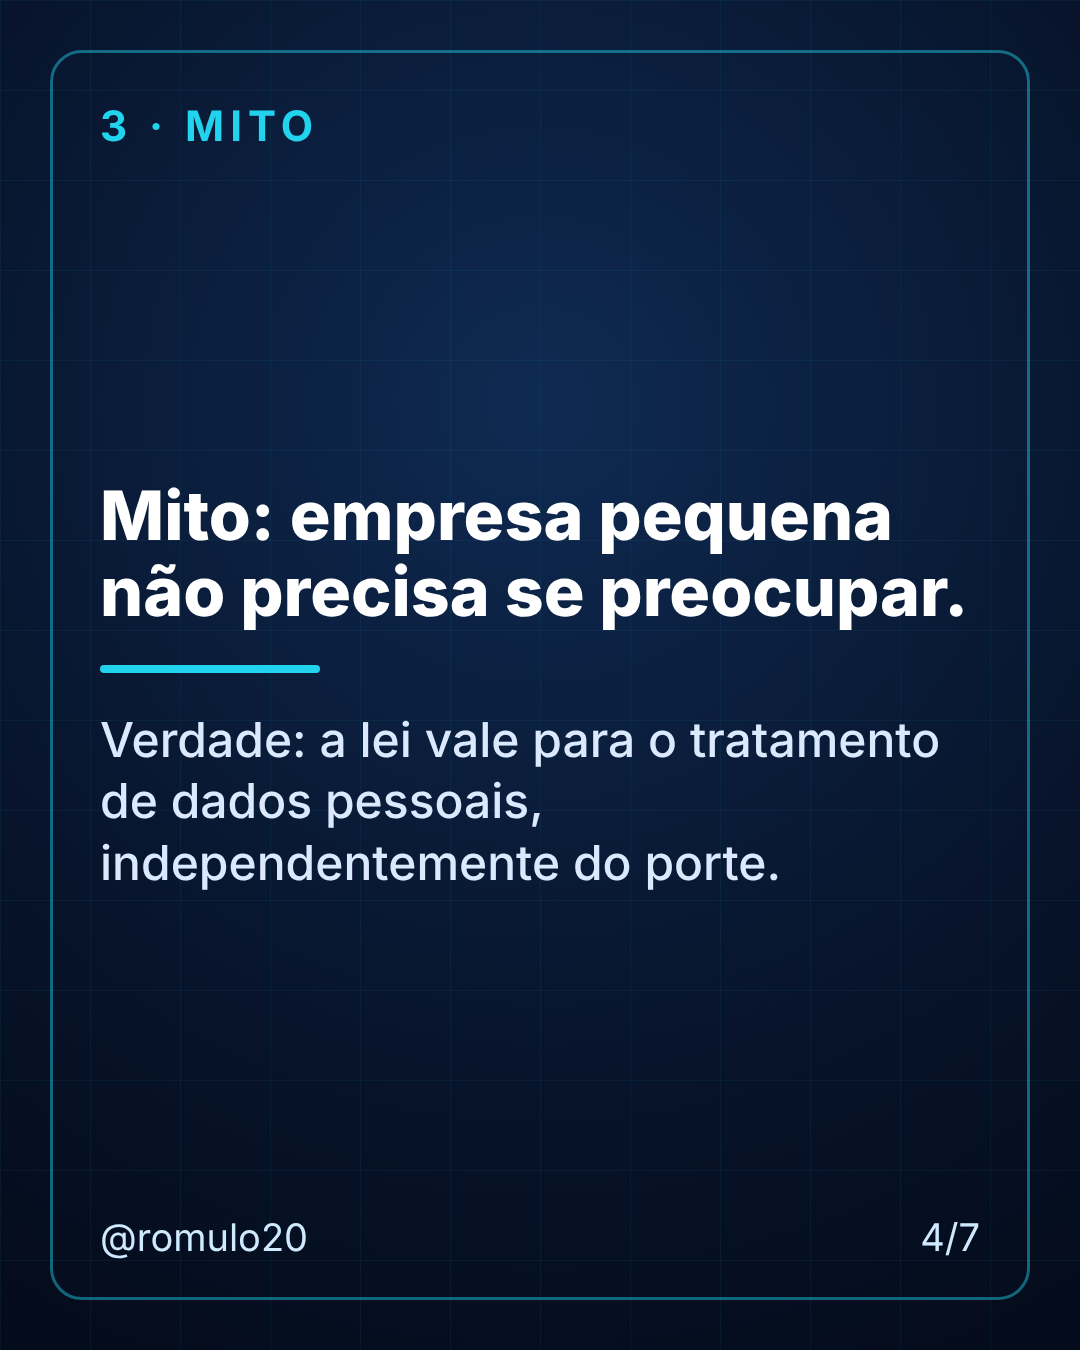 3 · MITO
Mito: empresa pequena
não precisa se preocupar.
Verdade: a lei vale para o tratamento
de dados pessoais,
independentemente do porte.
@romulo20
4/7